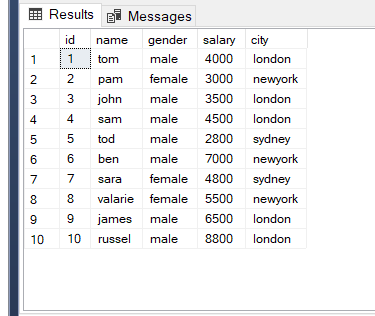 Results Messages
id name gender salary city
1 1 tom male 4000 london
2 2 pam female 3000 newyork
3 3 john male 3500 london
4 4 sam male 4500 london
5 5 tod male 2800 sydney
6 6 ben male 7000 newyork
7 7 sara female 4800 sydney
8 8 valarie female 5500 newyork
9 9 james male 6500 london
10 10 russel male 8800 london